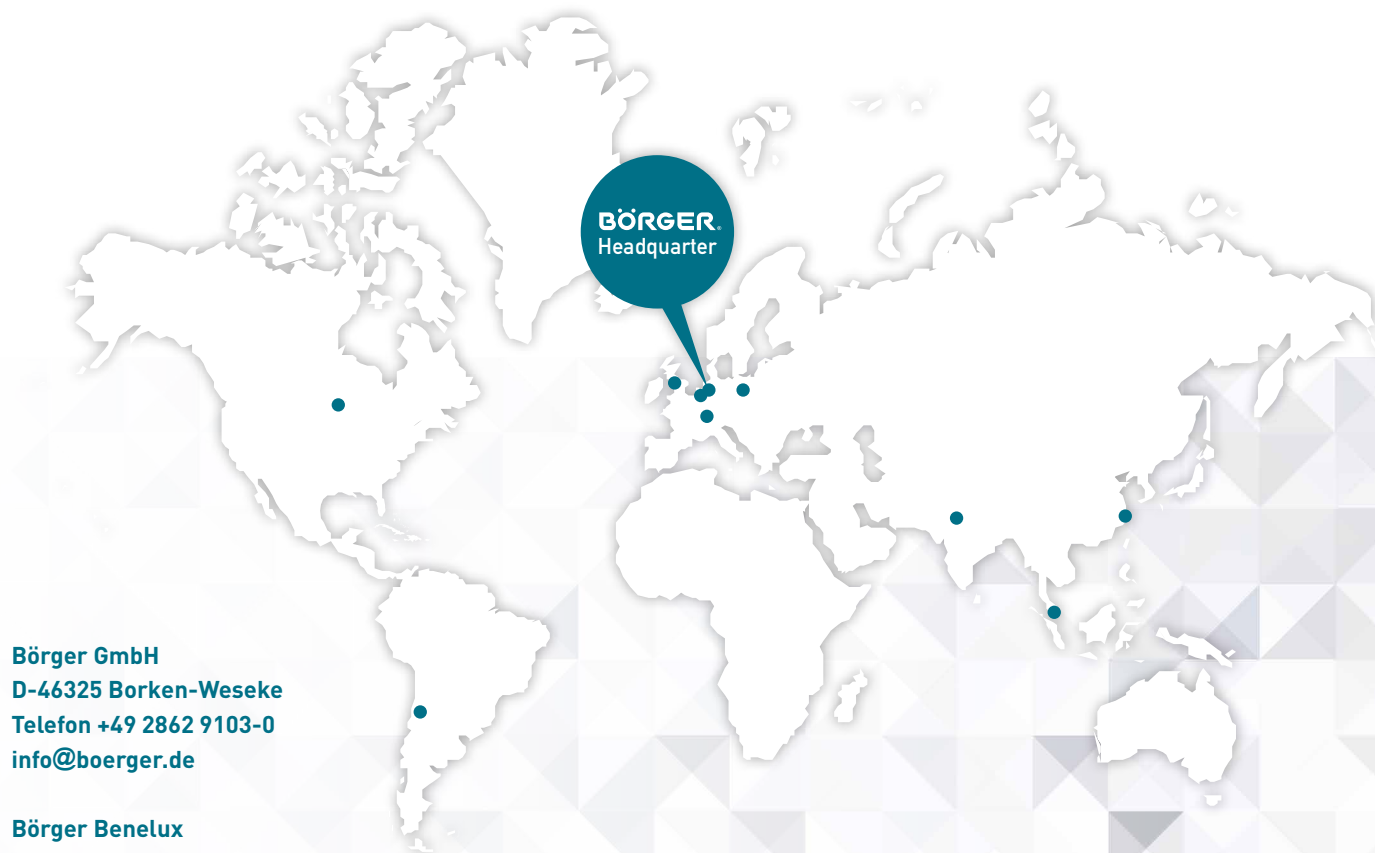 BÖRGER®
Headquarter
Börger GmbH
D-46325 Borken-Weseke
Telefon +49 2862 9103-0
info@boerger.de
Börger Benelux